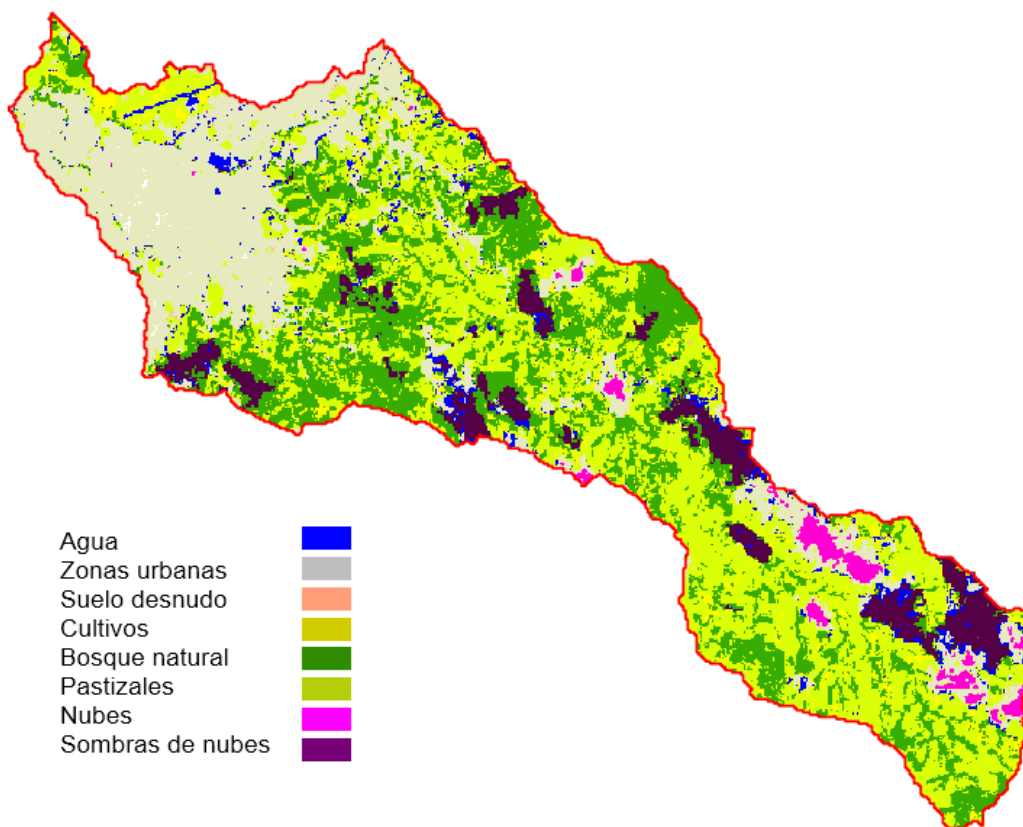 Agua
Zonas urbanas
Suelo desnudo
Cultivos
Bosque natural
Pastizales
Nubes
Sombras de nubes